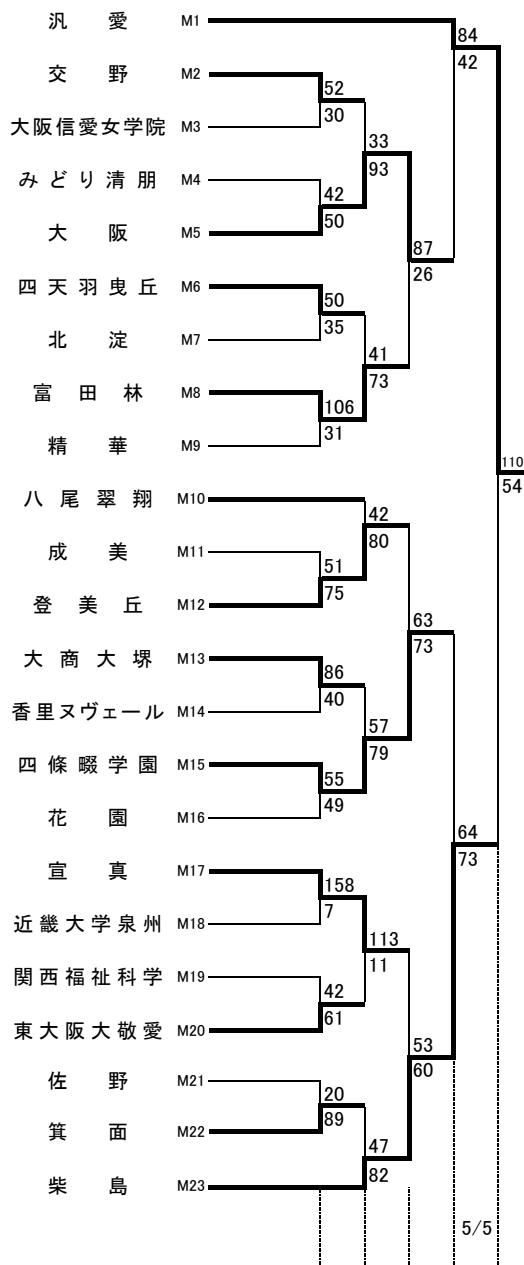 汎愛 M1
84
42
交野 M2
52
30
大阪信愛女学院 M3
33
93
みどり清朋 M4
42
50
大阪 M5
87
26
四天羽曳丘 M6
50
35
北淀 M7
41
73
富田林 M8
106
31
精華 M9
110
54
八尾翠翔 M10
42
80
成美 M11
51
75
登美丘 M12
63
73
大商大堺 M13
86
40
香里ヌヴェール M14
57
79
四條畷学園 M15
55
49
花園 M16
64
73
宣真 M17
158
7
近畿大学泉州 M18
113
11
関西福祉科学 M19
42
61
東大阪大敬愛 M20
53
60
佐野 M21
20
89
箕面 M22
47
82
柴島 M23
5/5